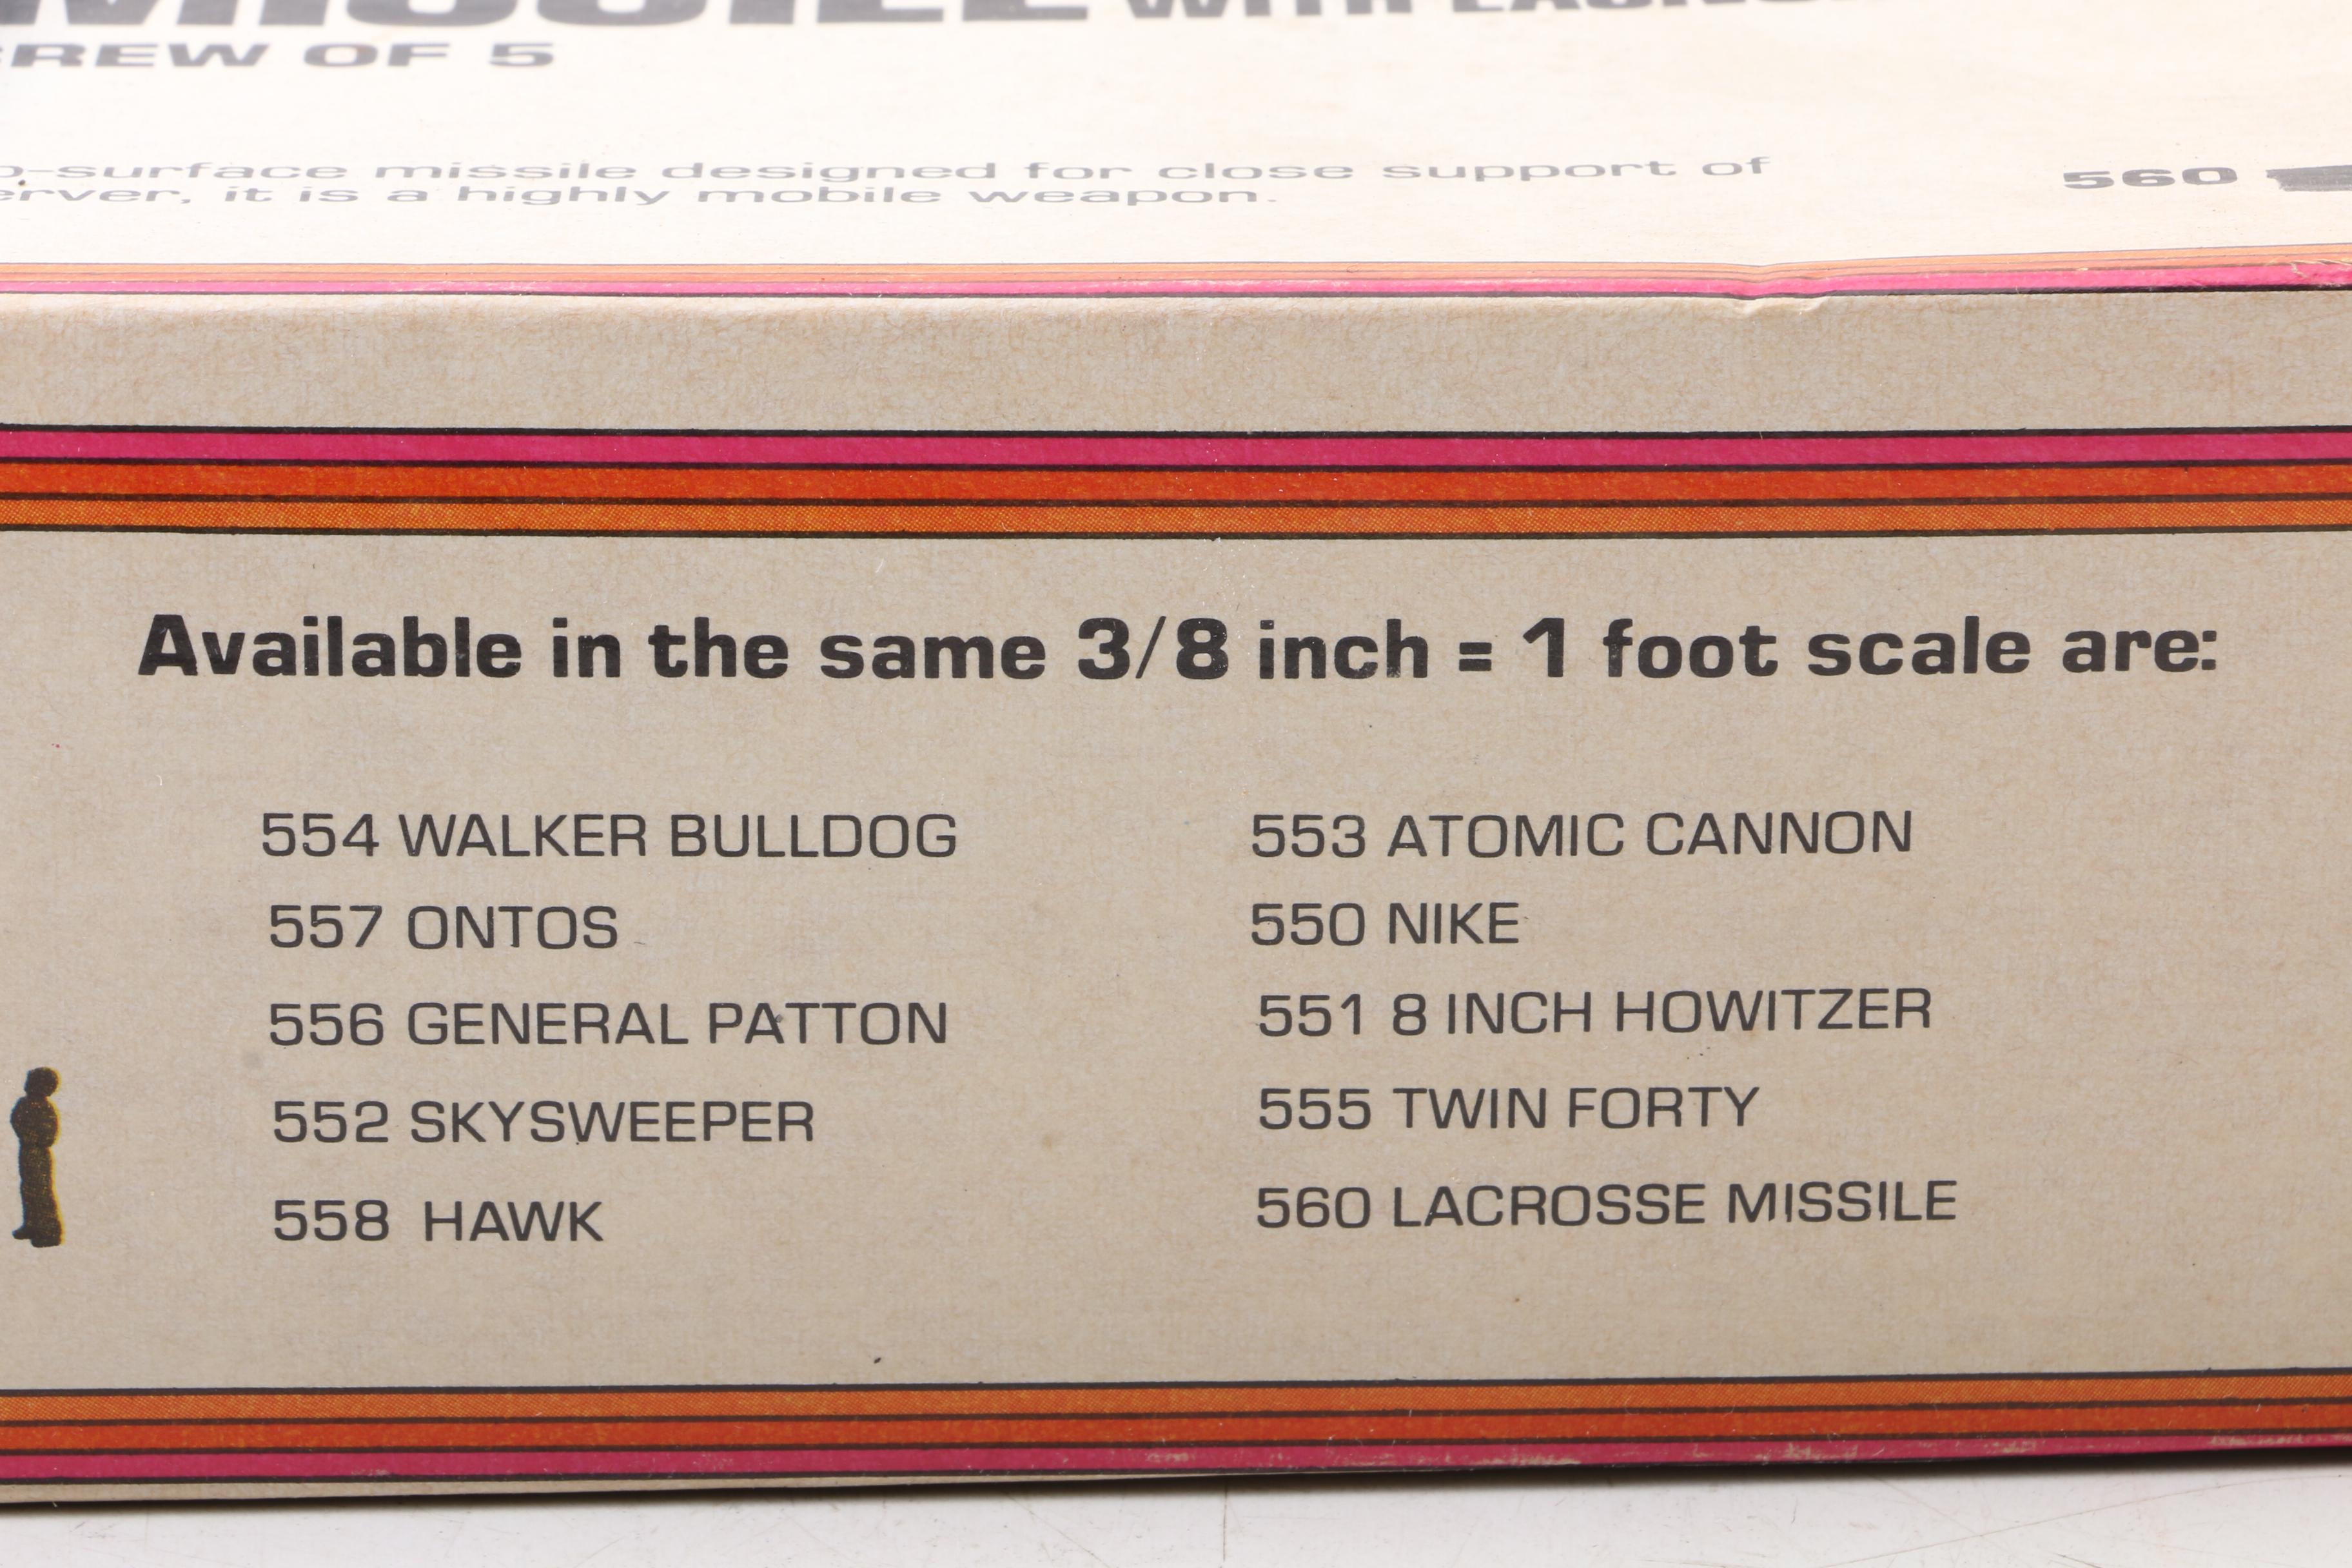 CREW OF 5
surface missile designed for close support of
it is a highly mobile weapon.
560
Available in the same 3/8 inch = 1 foot scale are:
554 WALKER BULLDOG
557 ONTOS
556 GENERAL PATTON
552 SKYSWEEPER
558 HAWK
553 ATOMIC CANNON
550 NIKE
551 8 INCH HOWITZER
555 TWIN FORTY
560 LACROSSE MISSILE